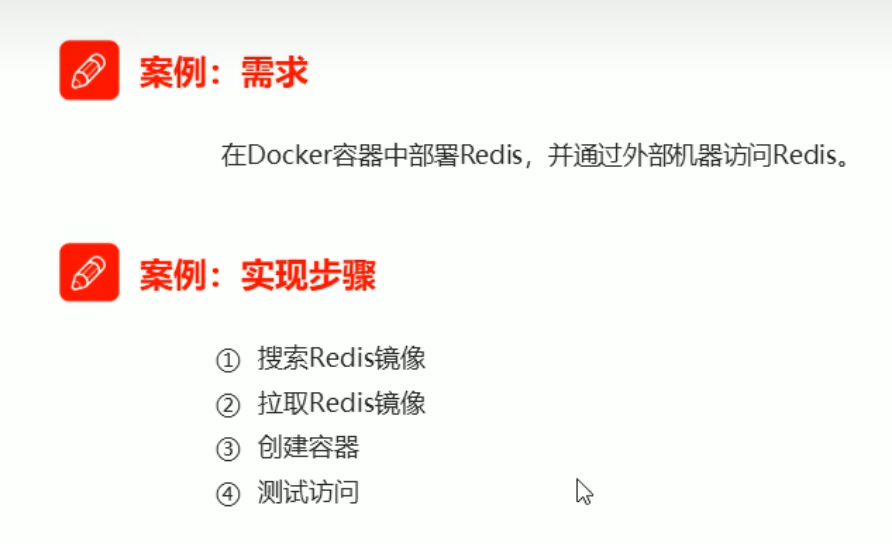 案例：需求
在Docker容器中部署Redis，并通过外部机器访问Redis。
案例：实现步骤
① 搜索Redis镜像
② 拉取Redis镜像
③ 创建容器
④ 测试访问